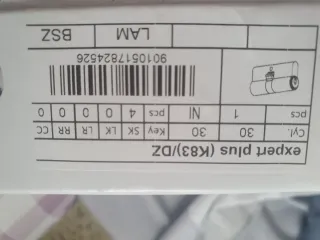 expert plus (K83)/DZ
Cyl. 30 30 Key SK LK LR RR CC
pcs 1 NI pcs 4 0 0 0 0
9010517824526
LAM BSZ